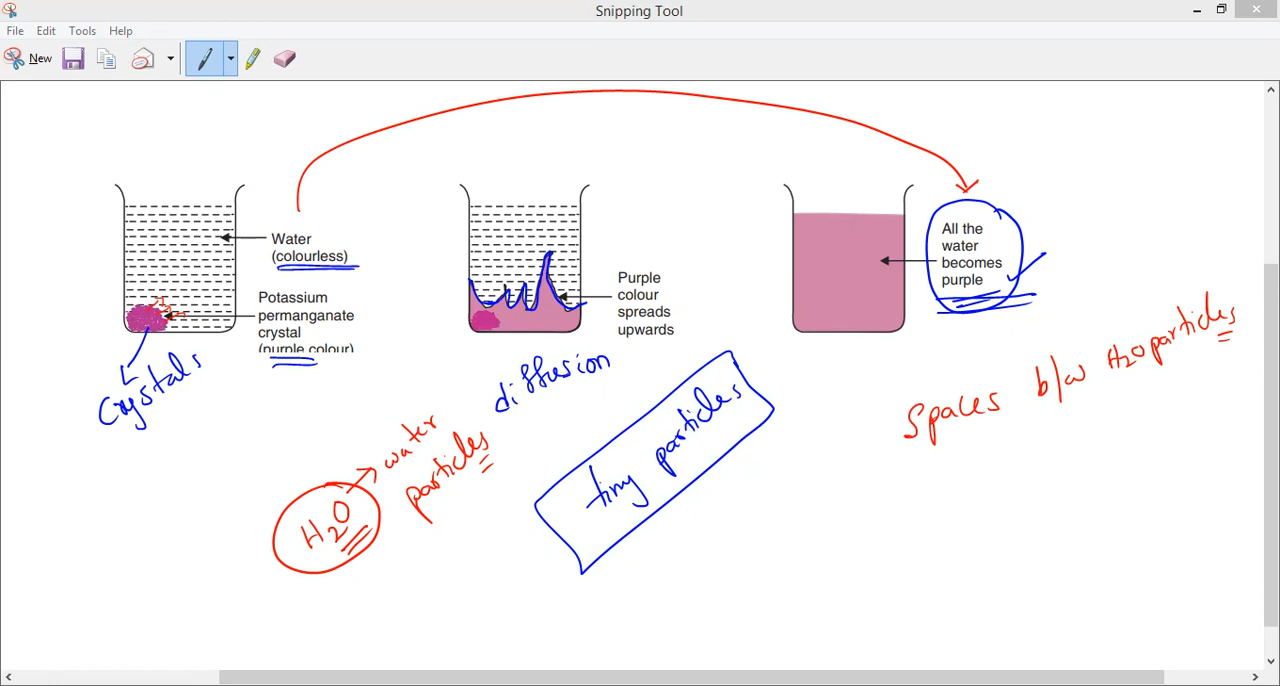 Snipping Tool
File Edit Tools Help
New
Water
(colourless)
Potassium
permanganate
crystal
(purple colour)
Purple
colour
spreads
upwards
All the
water
becomes
purple
Crystals
diffusion
Spaces b/w H2O particles
tiny particles
water
particles
H2O